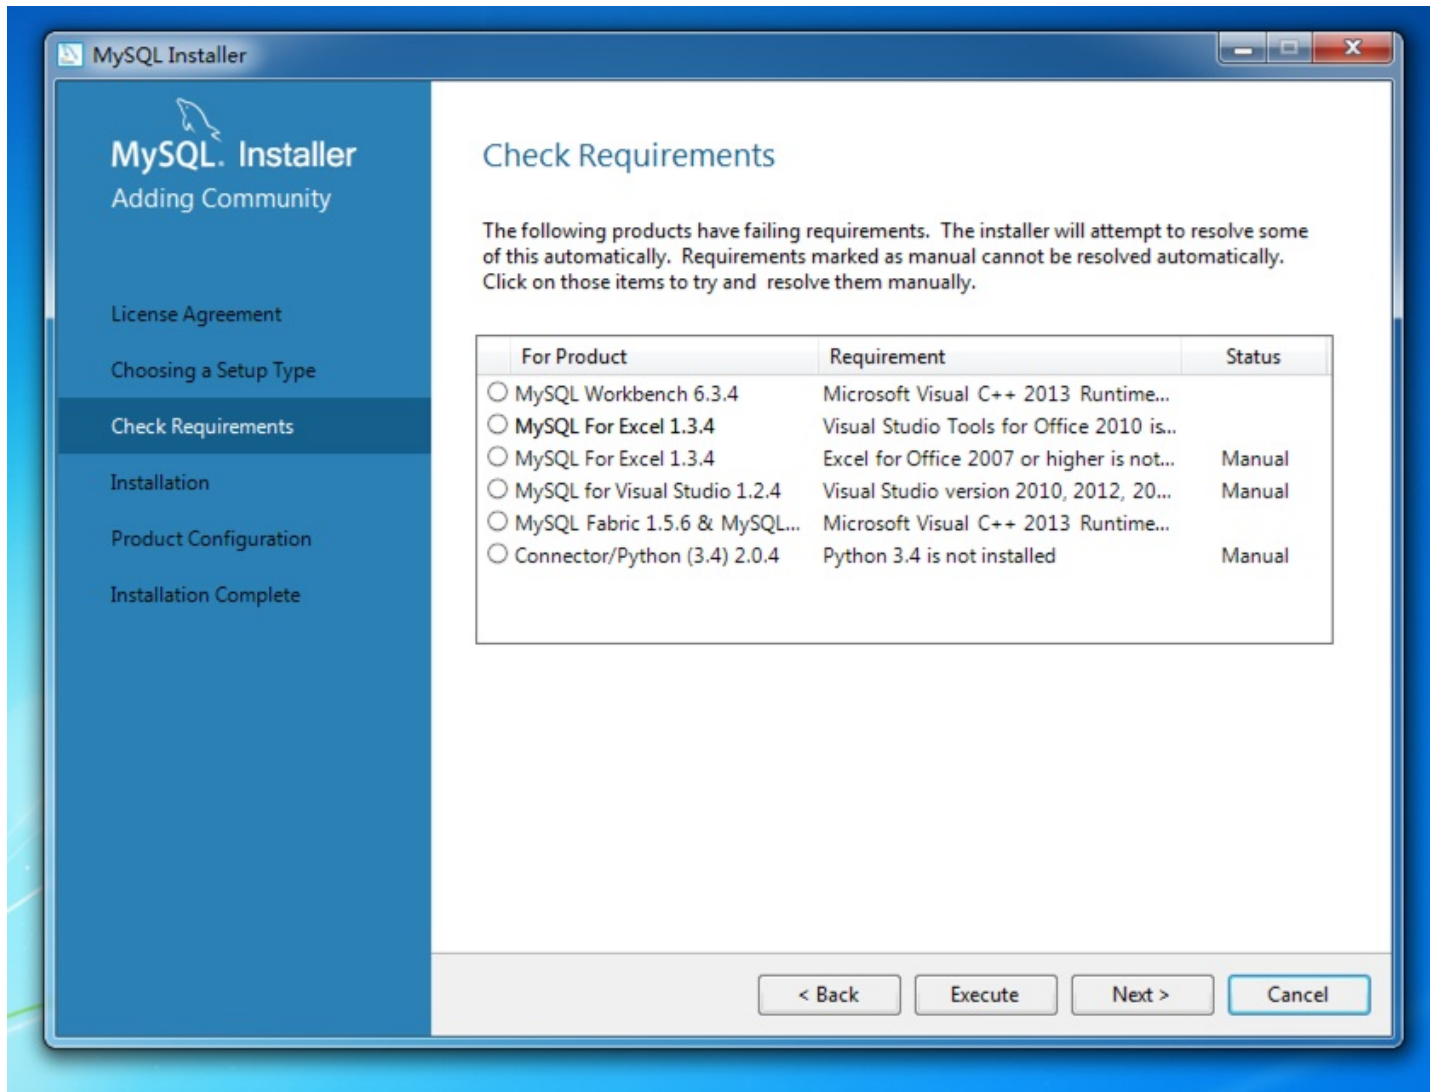 MySQL Installer
MySQL. Installer
Adding Community
License Agreement
Choosing a Setup Type
Check Requirements
Installation
Product Configuration
Installation Complete
Check Requirements
The following products have failing requirements. The installer will attempt to resolve some
of this automatically. Requirements marked as manual cannot be resolved automatically.
Click on those items to try and resolve them manually.
For Product Requirement Status
MySQL Workbench 6.3.4 Microsoft Visual C++ 2013 Runtime...
MySQL For Excel 1.3.4 Visual Studio Tools for Office 2010 is...
MySQL For Excel 1.3.4 Excel for Office 2007 or higher is not... Manual
MySQL for Visual Studio 1.2.4 Visual Studio version 2010, 2012, 20... Manual
MySQL Fabric 1.5.6 & MySQL... Microsoft Visual C++ 2013 Runtime...
Connector/Python (3.4) 2.0.4 Python 3.4 is not installed Manual
< Back Execute Next > Cancel